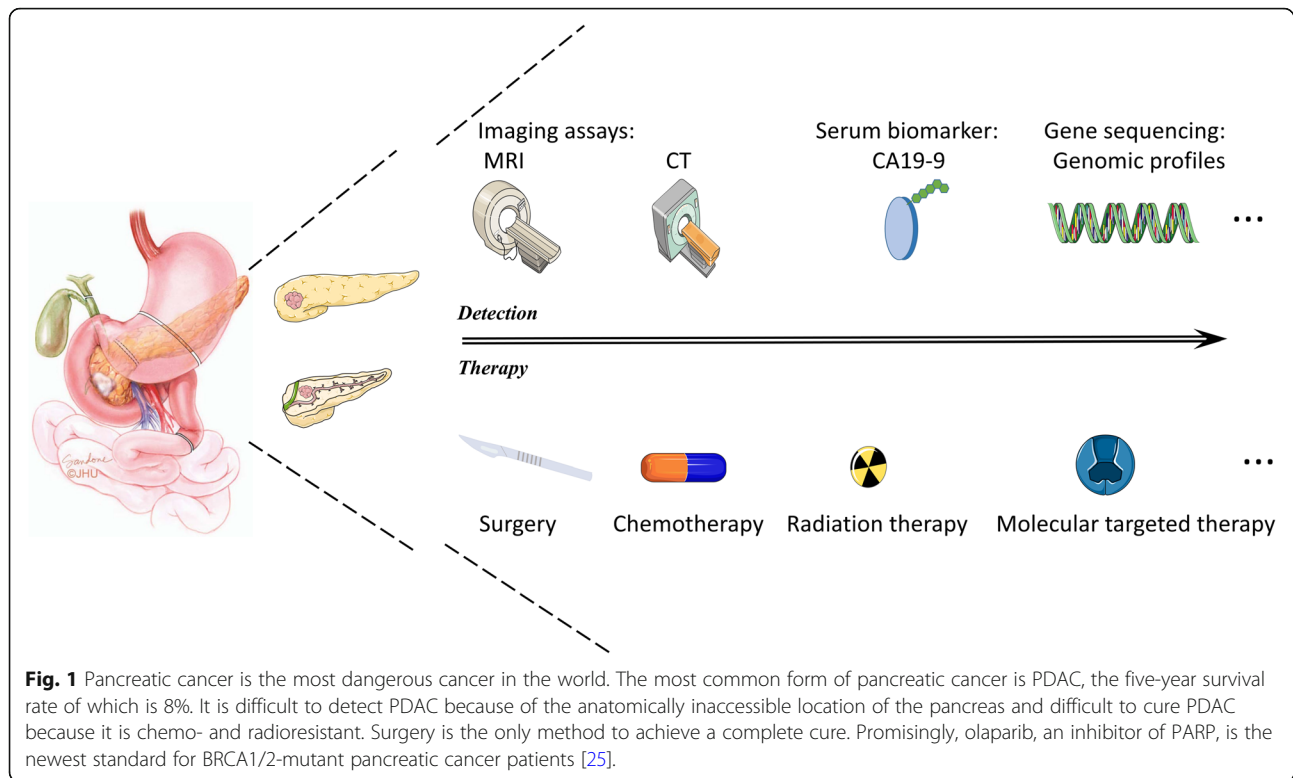 Imaging assays:
MRI
CT
Serum biomarker:
CA19-9
Gene sequencing:
Genomic profiles
...
Detection
Therapy
Sandone
©JHU
...
Surgery
Chemotherapy
Radiation therapy
Molecular targeted therapy
Fig. 1 Pancreatic cancer is the most dangerous cancer in the world. The most common form of pancreatic cancer is PDAC, the five-year survival
rate of which is 8%. It is difficult to detect PDAC because of the anatomically inaccessible location of the pancreas and difficult to cure PDAC
because it is chemo- and radioresistant. Surgery is the only method to achieve a complete cure. Promisingly, olaparib, an inhibitor of PARP, is the
newest standard for BRCA1/2-mutant pancreatic cancer patients [25].